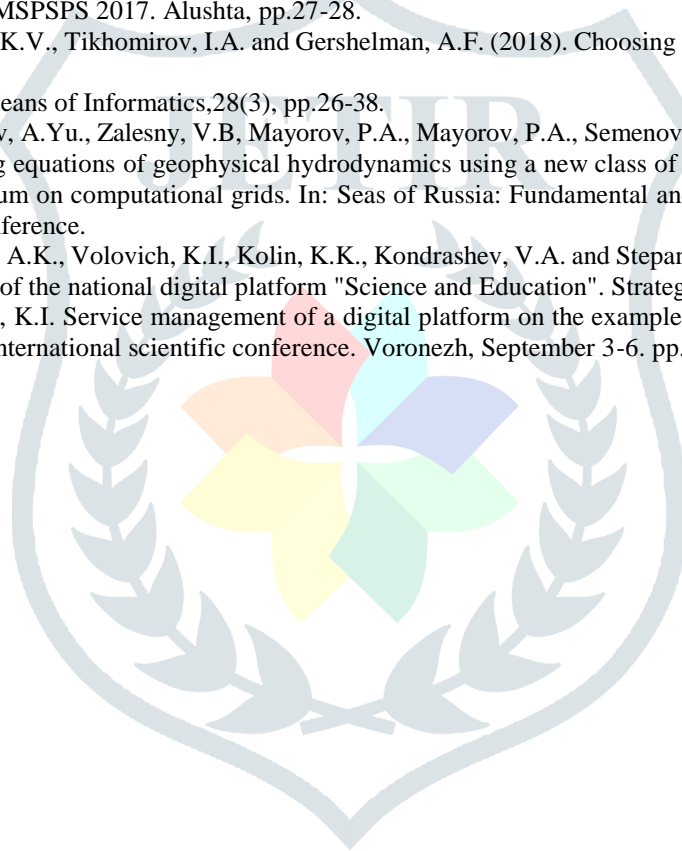 MSPSPS 2017. Alushta, pp.27-28.
K.V., Tikhomirov, I.A. and Gershelman, A.F. (2018). Choosing
eans of Informatics,28(3), pp.26-38.
v, A.Yu., Zalesny, V.B, Mayorov, P.A., Mayorov, P.A., Semenov
g equations of geophysical hydrodynamics using a new class of
um on computational grids. In: Seas of Russia: Fundamental an
ference.
A.K., Volovich, K.I., Kolin, K.K., Kondrashev, V.A. and Stepan
of the national digital platform "Science and Education". Strateg
, K.I. Service management of a digital platform on the example
nternational scientific conference. Voronezh, September 3-6. pp.
JETIR